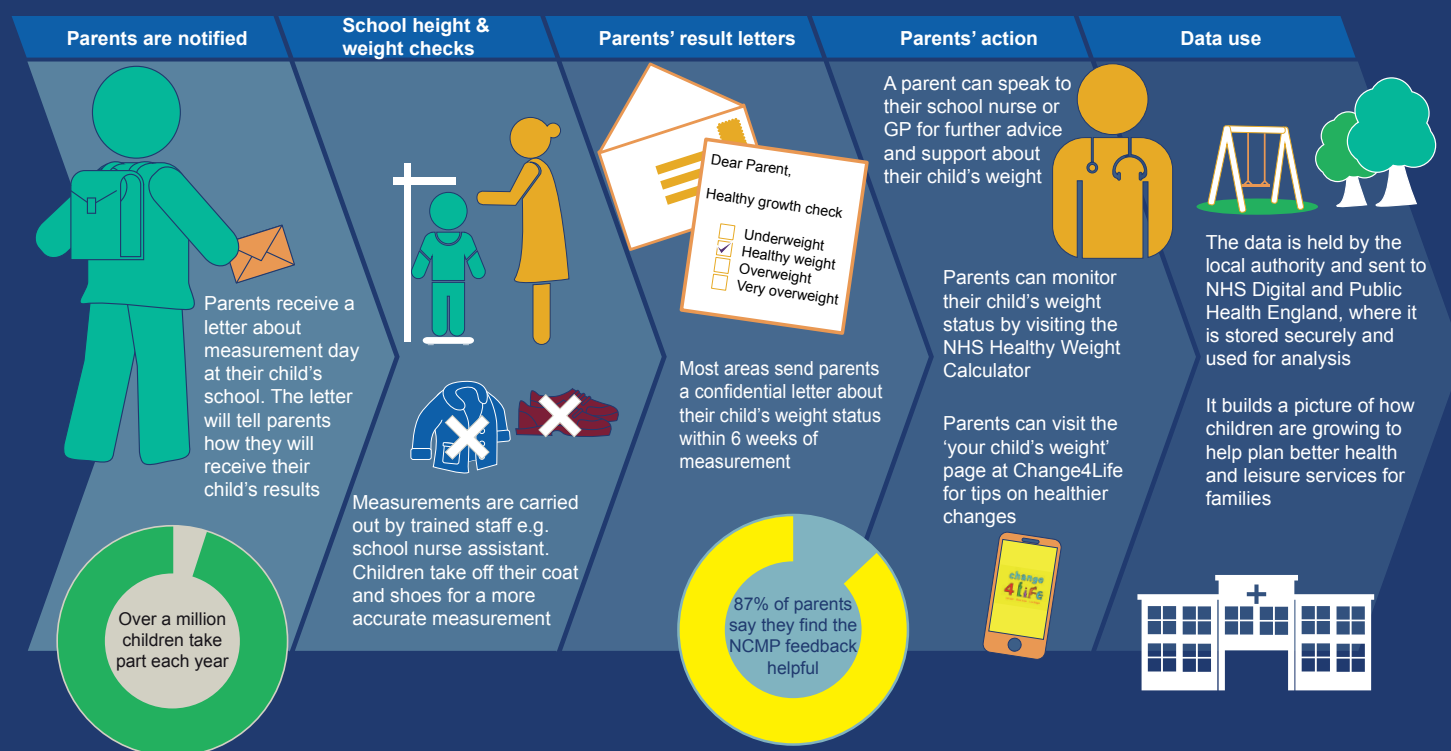 Parents are notified
Parents receive a
letter about
measurement day
at their child's
school. The letter
will tell parents
how they will
receive their
child's results
Over a million
children take
part each year
School height &
weight checks
Measurements are carried
out by trained staff e.g.
school nurse assistant.
Children take off their coat
and shoes for a more
accurate measurement
Parents' result letters
Dear Parent,
Healthy growth check
Underweight
Healthy weight
Overweight
Very overweight
Most areas send parents
a confidential letter about
their child's weight status
within 6 weeks of
measurement
87% of parents
say they find the
NCMP feedback
helpful
Parents' action
A parent can speak to
their school nurse or
GP for further advice
and support about
their child's weight
Parents can monitor
their child's weight
status by visiting the
NHS Healthy Weight
Calculator
Parents can visit the
'your child's weight'
page at Change4Life
for tips on healthier
changes
change
4LiFe
Data use
The data is held by the
local authority and sent to
NHS Digital and Public
Health England, where it
is stored securely and
used for analysis
It builds a picture of how
children are growing to
help plan better health
and leisure services for
families